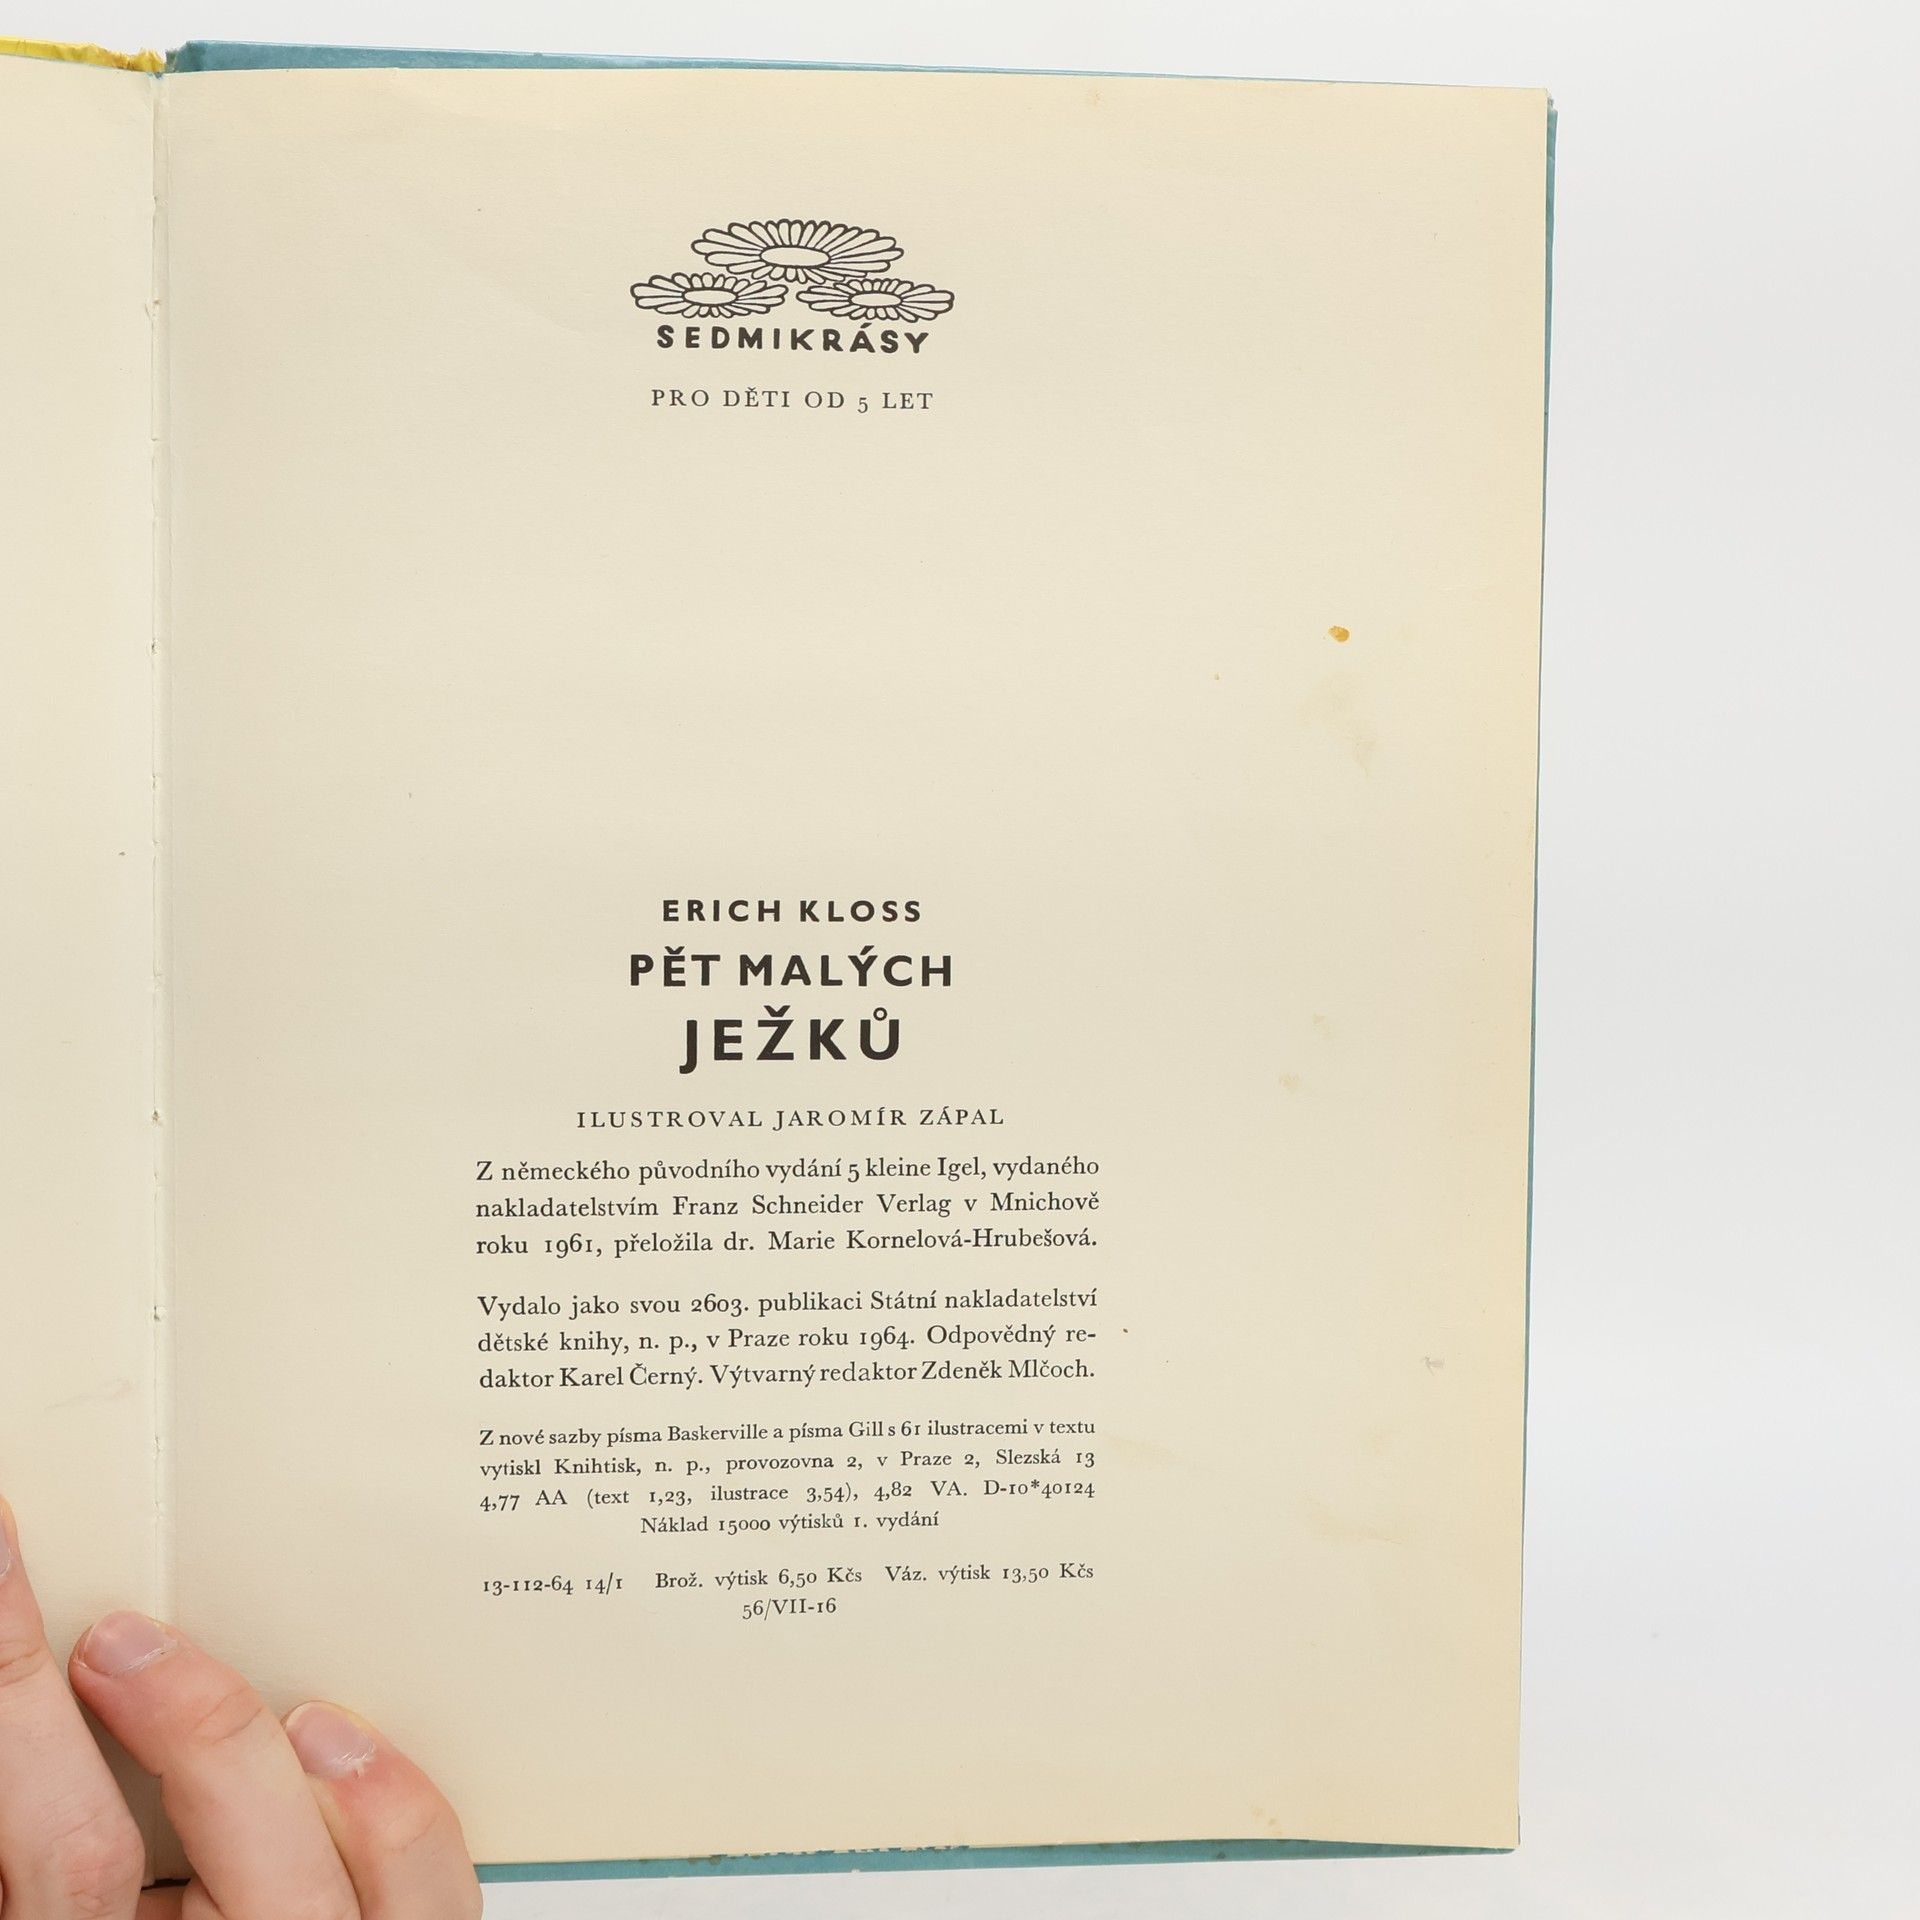 SEDMIKRÁSY
PRO DĚTI OD 5 LET
ERICH KLOSS
PĚT MALÝCH
JEŽKŮ
ILUSTROVAL JAROMÍR ZÁPAL
Z německého původního vydání 5 kleine Igel, vydaného
nakladatelstvím Franz Schneider Verlag v Mnichově
roku 1961, přeložila dr. Marie Kornelová-Hrubešová.
Vydalo jako svou 2603. publikaci Státní nakladatelství
dětské knihy, n. p., v Praze roku 1964. Odpovědný re-
daktor Karel Černý. Výtvarný redaktor Zdeněk Mlčoch.
Z nové sazby písma Baskerville a písma Gill s 61 ilustracemi v textu
vytiskl Knihtisk, n. p., provozovna 2, v Praze 2, Slezská 13
4,77 AA (text 1,23, ilustrace 3,54), 4,82 VA. D-10*40124
Náklad 15000 výtisků 1. vydání
13-112-64 14/1 Brož. výtisk 6,50 Kčs Váz. výtisk 13,50 Kčs
56/VII-16